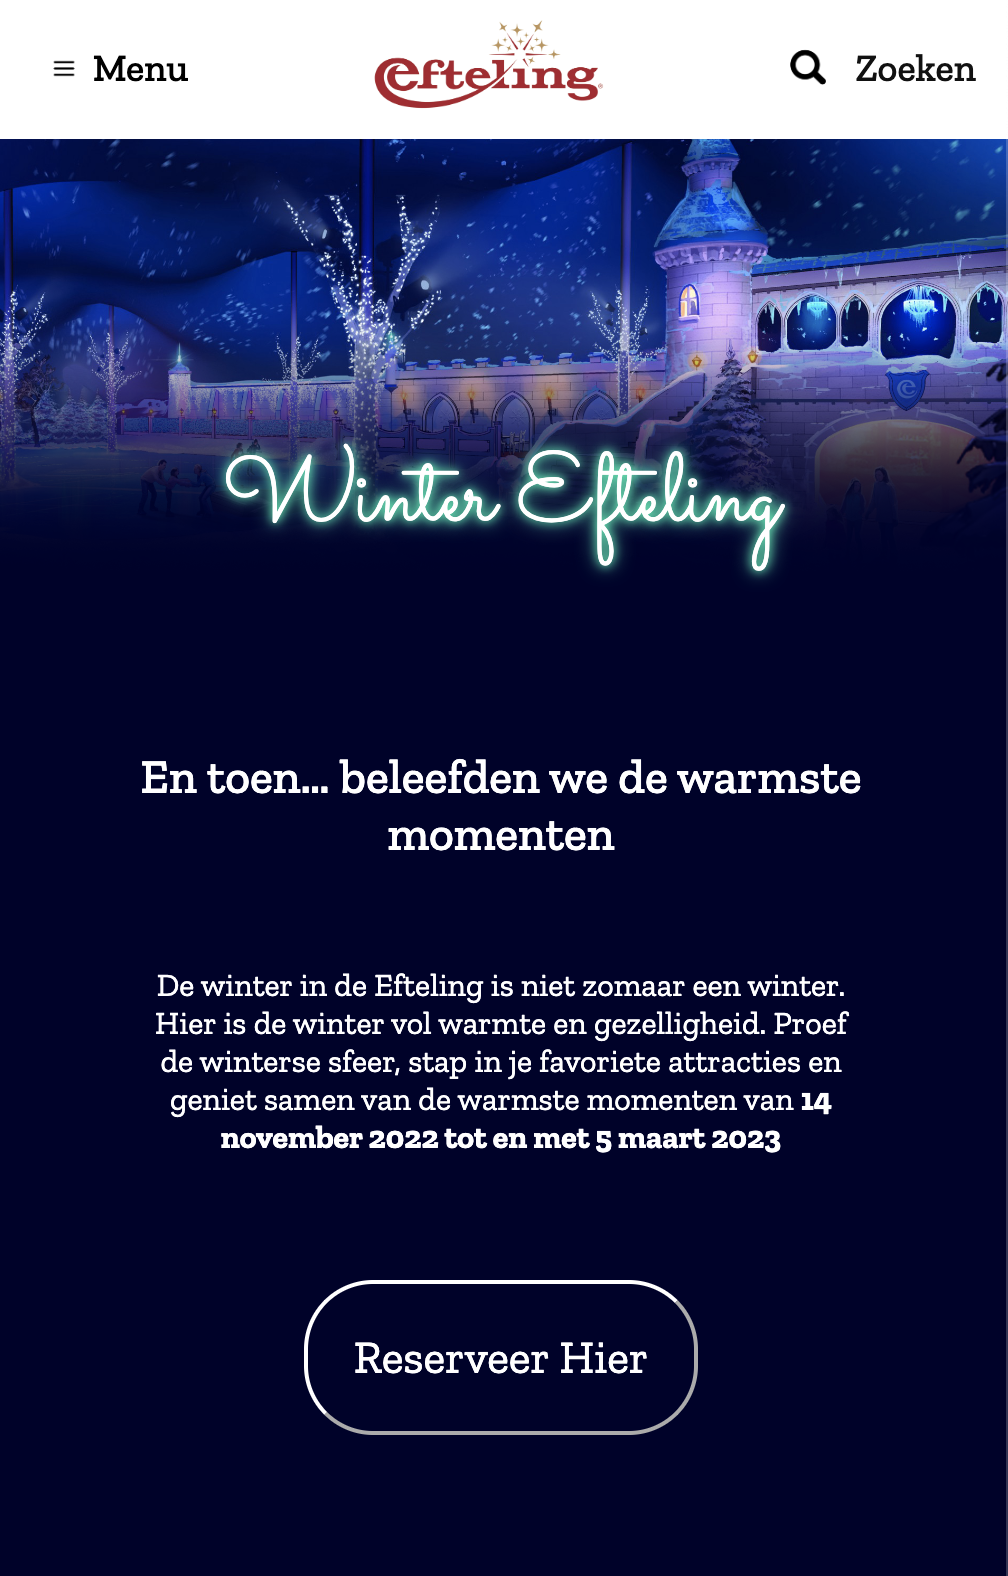 Menu
Efteling
Zoeken
Winter Efteling
En toen... beleefden we de warmste
momenten
De winter in de Efteling is niet zomaar een winter.
Hier is de winter vol warmte en gezelligheid. Proef
de winterse sfeer, stap in je favoriete attracties en
geniet samen van de warmste momenten van 14
november 2022 tot en met 5 maart 2023
Reserveer Hier